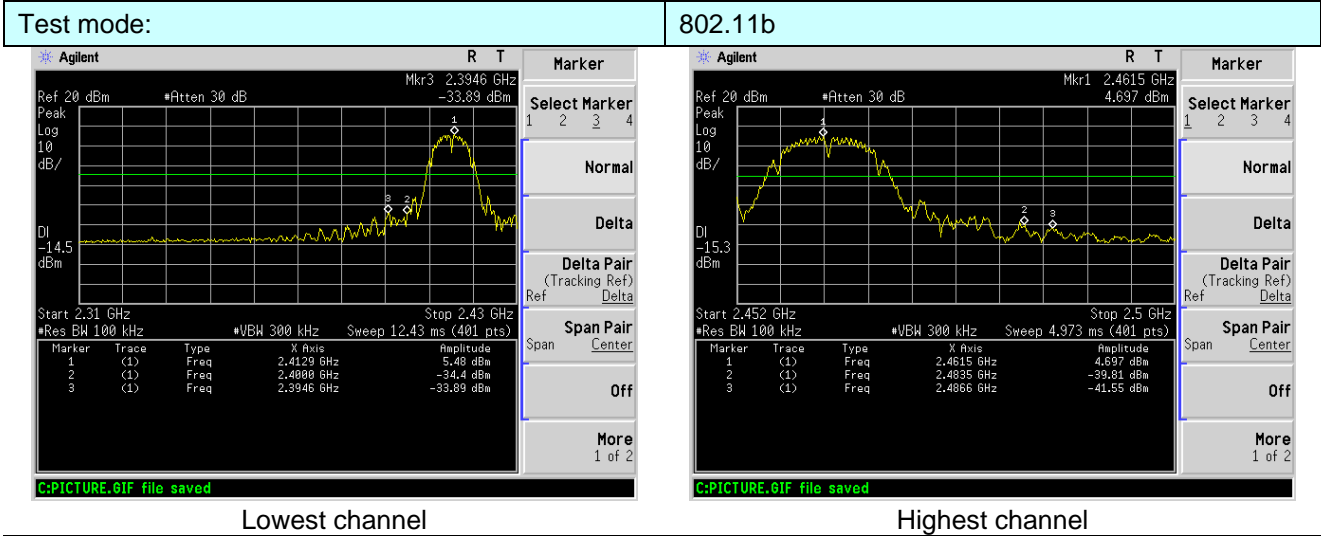 Test mode:
802.11b
Agilent
R T
Mkr3 2.3946 GHz
Ref 20 dBm #Atten 30 dB -33.89 dBm
Peak
Log
10
dB/
1
3 2
DI
-14.5
dBm
Start 2.31 GHz Stop 2.43 GHz
#Res BW 100 kHz #VBW 300 kHz Sweep 12.43 ms (401 pts)
Marker Trace Type X Axis Amplitude
1 (1) Freq 2.4129 GHz 5.48 dBm
2 (1) Freq 2.4000 GHz -34.4 dBm
3 (1) Freq 2.3946 GHz -33.89 dBm
C:PICTURE.GIF file saved
Marker
Select Marker
1 2 3 4
Normal
Delta
Delta Pair
(Tracking Ref)
Ref Delta
Span Pair
Span Center
Off
More
1 of 2
Lowest channel
Agilent
R T
Mkr1 2.4615 GHz
Ref 20 dBm #Atten 30 dB 4.697 dBm
Peak
Log
10
dB/
1
2 3
DI
-15.3
dBm
Start 2.452 GHz Stop 2.5 GHz
#Res BW 100 kHz #VBW 300 kHz Sweep 4.973 ms (401 pts)
Marker Trace Type X Axis Amplitude
1 (1) Freq 2.4615 GHz 4.697 dBm
2 (1) Freq 2.4835 GHz -39.81 dBm
3 (1) Freq 2.4866 GHz -41.55 dBm
C:PICTURE.GIF file saved
Marker
Select Marker
1 2 3 4
Normal
Delta
Delta Pair
(Tracking Ref)
Ref Delta
Span Pair
Span Center
Off
More
1 of 2
Highest channel